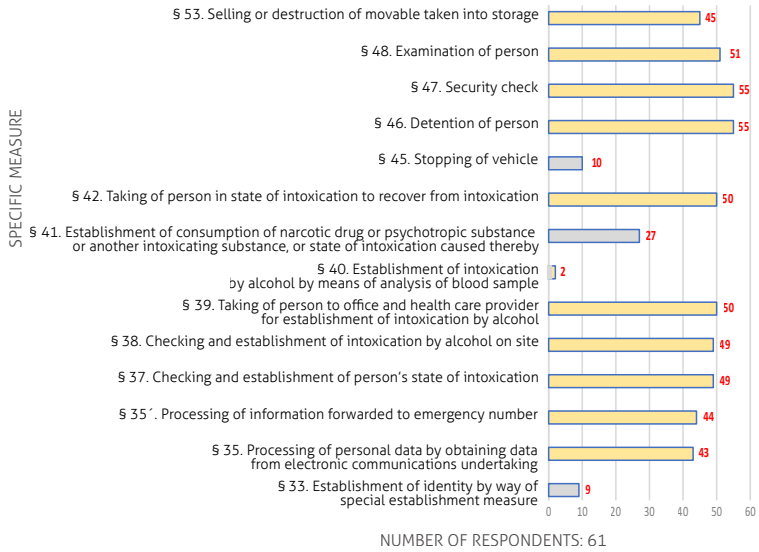 § 53. Selling or destruction of movable taken into storage
45
§ 48. Examination of person
51
§ 47. Security check
55
§ 46. Detention of person
55
§ 45. Stopping of vehicle
10
§ 42. Taking of person in state of intoxication to recover from intoxication
50
§ 41. Establishment of consumption of narcotic drug or psychotropic substance
or another intoxicating substance, or state of intoxication caused thereby
27
§ 40. Establishment of intoxication
by alcohol by means of analysis of blood sample
2
§ 39. Taking of person to office and health care provider
for establishment of intoxication by alcohol
50
§ 38. Checking and establishment of intoxication by alcohol on site
49
§ 37. Checking and establishment of person’s state of intoxication
49
§ 35´. Processing of information forwarded to emergency number
44
§ 35. Processing of personal data by obtaining data
from electronic communications undertaking
43
§ 33. Establishment of identity by way of
special establishment measure
9
SPECIFIC MEASURE
0 10 20 30 40 50 60
NUMBER OF RESPONDENTS: 61